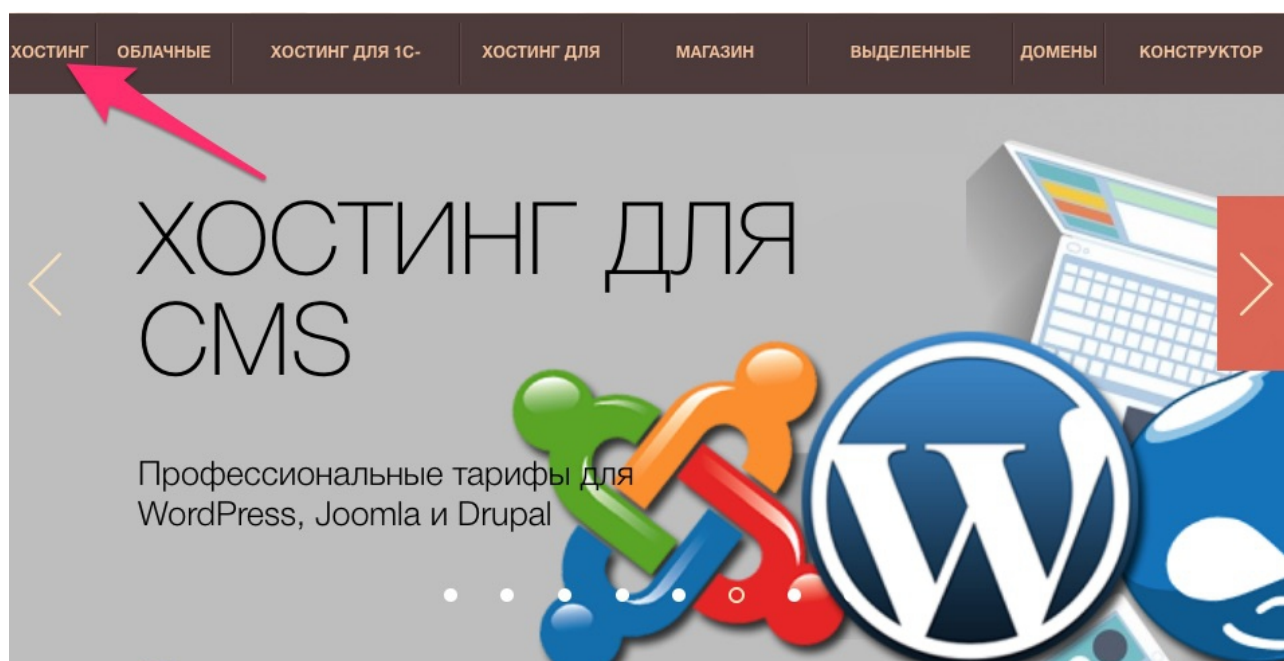 ХОСТИНГ ОБЛАЧНЫЕ ХОСТИНГ ДЛЯ 1С- ХОСТИНГ ДЛЯ МАГАЗИН ВЫДЕЛЕННЫЕ ДОМЕНЫ КОНСТРУКТОР
ХОСТИНГ ДЛЯ
CMS
Профессиональные тарифы для
WordPress, Joomla и Drupal
W